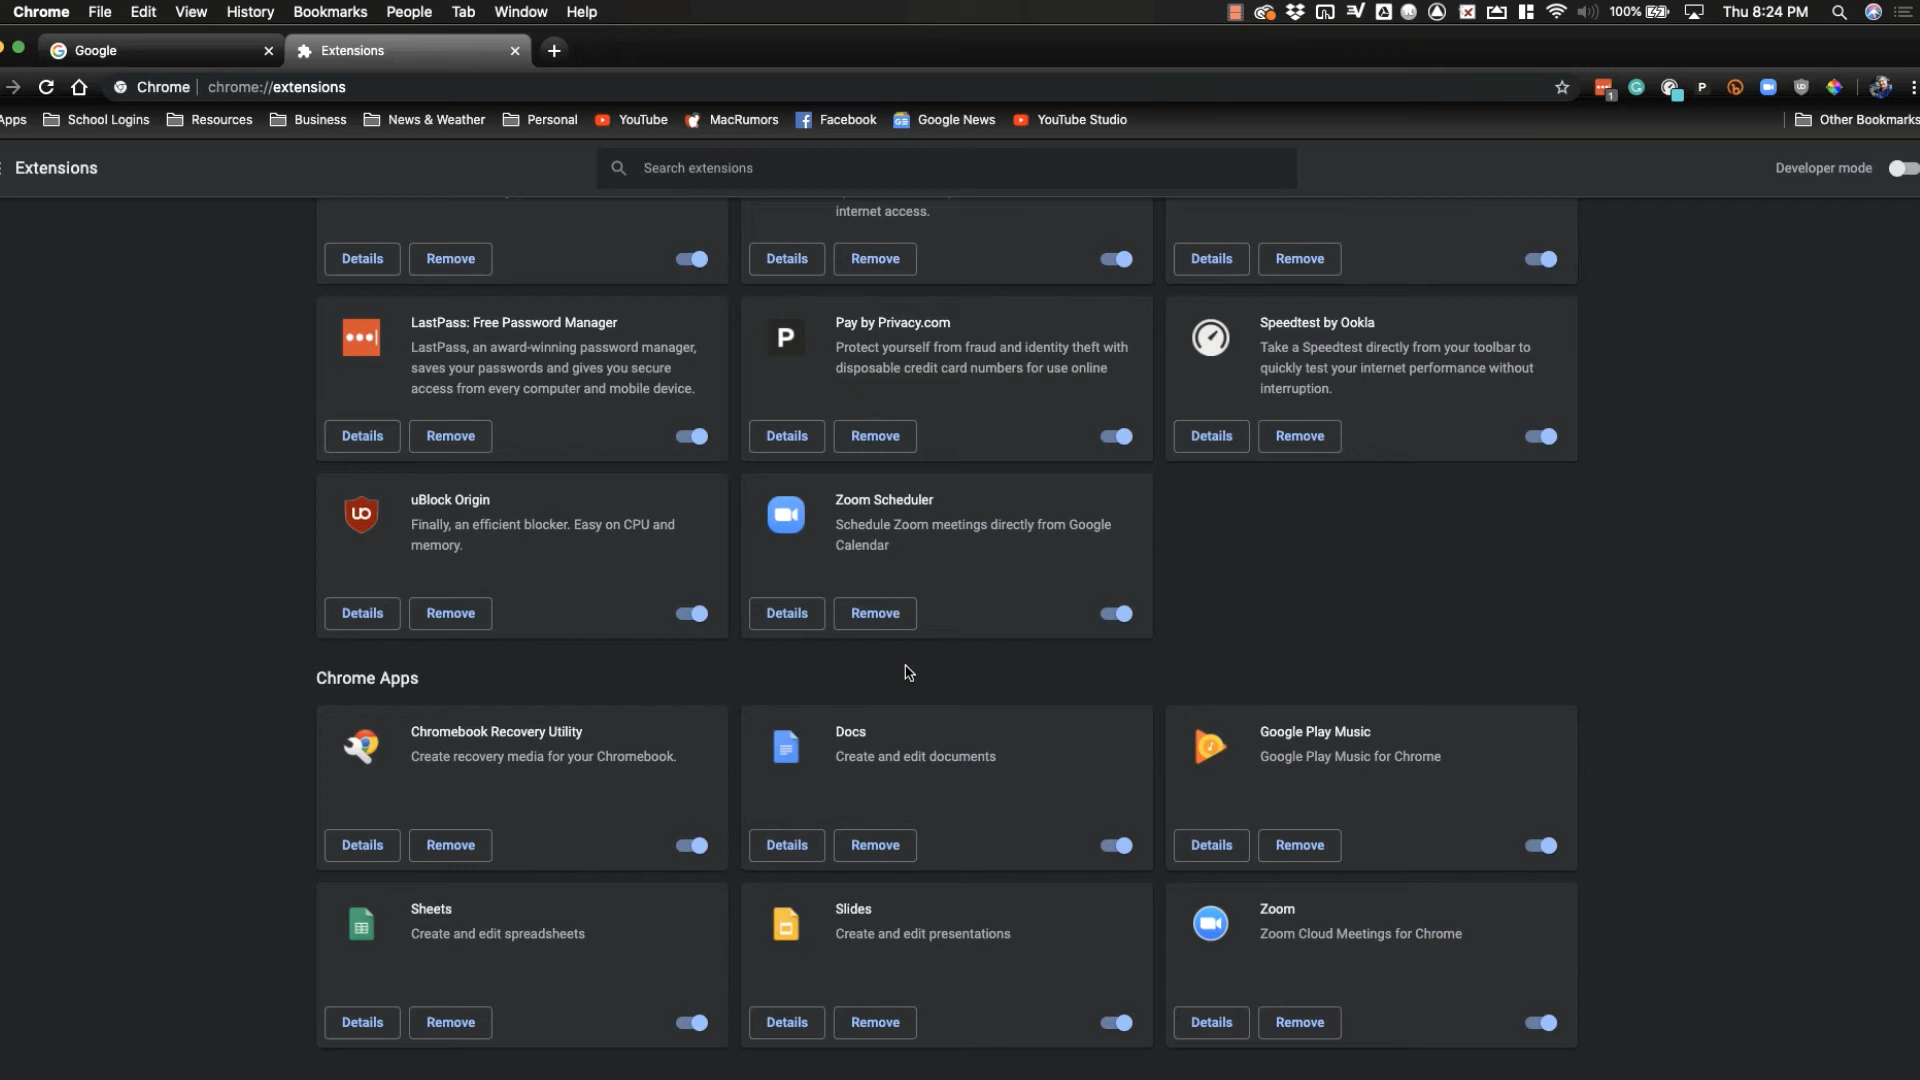 Chrome File Edit View History Bookmarks People Tab Window Help 100% Thu 8:24 PM
Google Extensions
Chrome chrome://extensions
Apps School Logins Resources Business News & Weather Personal YouTube MacRumors Facebook Google News YouTube Studio Other Bookmarks
Extensions Search extensions Developer mode
internet access.
Details Remove Details Remove Details Remove
LastPass: Free Password Manager
LastPass, an award-winning password manager,
saves your passwords and gives you secure
access from every computer and mobile device.
Details Remove
Pay by Privacy.com
Protect yourself from fraud and identity theft with
disposable credit card numbers for use online
Details Remove
Speedtest by Ookla
Take a Speedtest directly from your toolbar to
quickly test your internet performance without
interruption.
Details Remove
uBlock Origin
Finally, an efficient blocker. Easy on CPU and
memory.
Details Remove
Zoom Scheduler
Schedule Zoom meetings directly from Google
Calendar
Details Remove
Chrome Apps
Chromebook Recovery Utility
Create recovery media for your Chromebook.
Details Remove
Docs
Create and edit documents
Details Remove
Google Play Music
Google Play Music for Chrome
Details Remove
Sheets
Create and edit spreadsheets
Details Remove
Slides
Create and edit presentations
Details Remove
Zoom
Zoom Cloud Meetings for Chrome
Details Remove